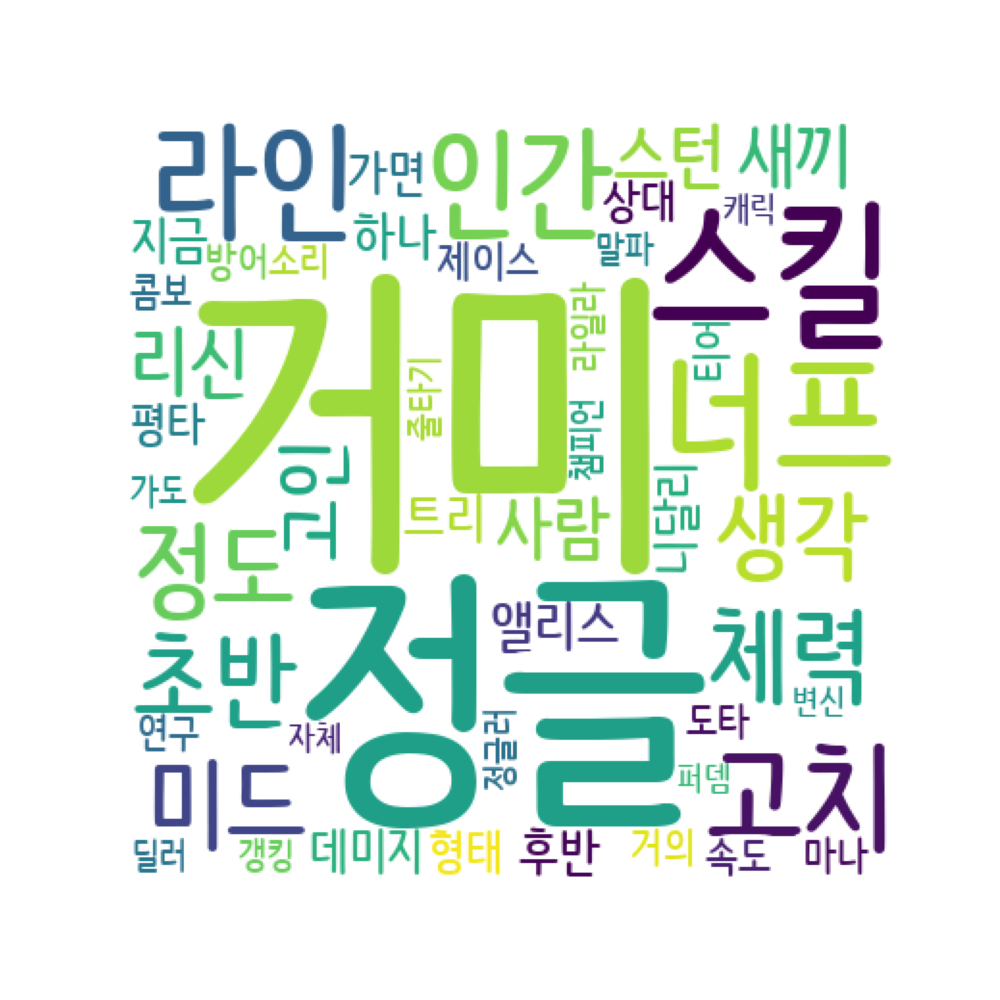 라인
가면
인간
스턴
새끼
지금
방어소리
하나
제이스
상대
말파
캐릭
스킬
콤보
리신
평타
가도
거미
줄타기
라일라
챔피언
티어
너프
정도
고인
트리
사람
니달리
생각
초반
정글
앨리스
체력
변신
연구
자체
정글러
도타
퍼뎀
미드
고치
딜러
갱킹
데미지
형태
후반
거의
속도
마나